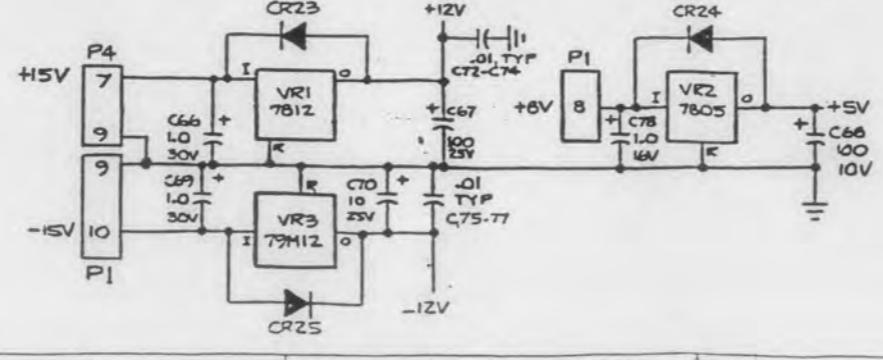 CR23
+12V
.01, TYP
C72-C74
P4
+15V
7
9
I
VR1
7812
O
R
C66
1.0
30V
+
+
C67
100
25V
CR24
P1
+8V
8
I
VR2
7805
O
R
+5V
+
C78
1.0
16V
+
C68
100
10V
9
-15V
10
P1
C69
1.0
30V
+
R
VR3
79M12
I
O
C70
10
25V
+
.01
TYP
C75-77
-12V
CR25